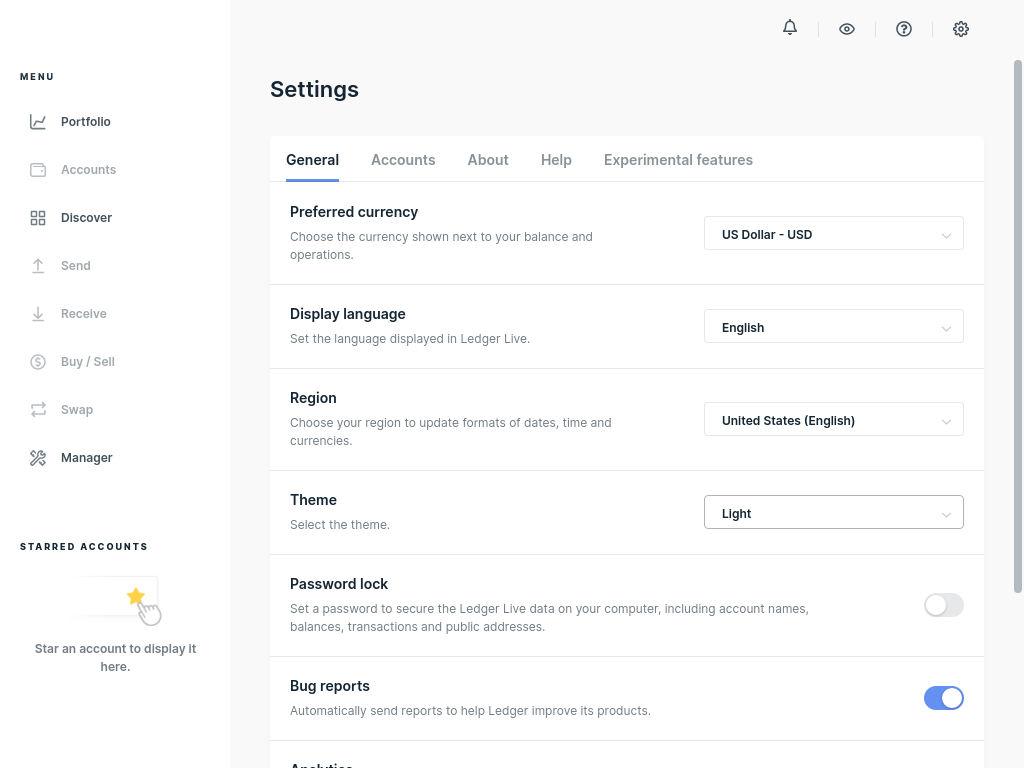 MENU
Portfolio
Accounts
Discover
Send
Receive
Buy / Sell
Swap
Manager
STARRED ACCOUNTS
Star an account to display it
here.
Settings
General Accounts About Help Experimental features
Preferred currency
Choose the currency shown next to your balance and
operations.
US Dollar - USD
Display language
Set the language displayed in Ledger Live.
English
Region
Choose your region to update formats of dates, time and
currencies.
United States (English)
Theme
Select the theme.
Light
Password lock
Set a password to secure the Ledger Live data on your computer, including account names,
balances, transactions and public addresses.
Bug reports
Automatically send reports to help Ledger improve its products.
Analytics